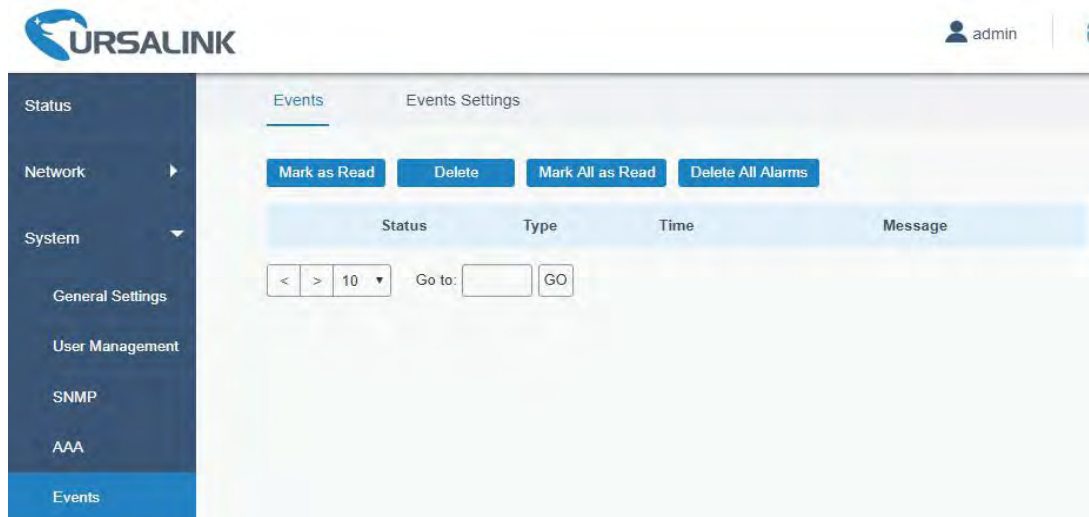 URSALINK
admin
Status
Events Events Settings
Network
Mark as Read Delete Mark All as Read Delete All Alarms
Status Type Time Message
System
< > 10 Go to: GO
General Settings
User Management
SNMP
AAA
Events